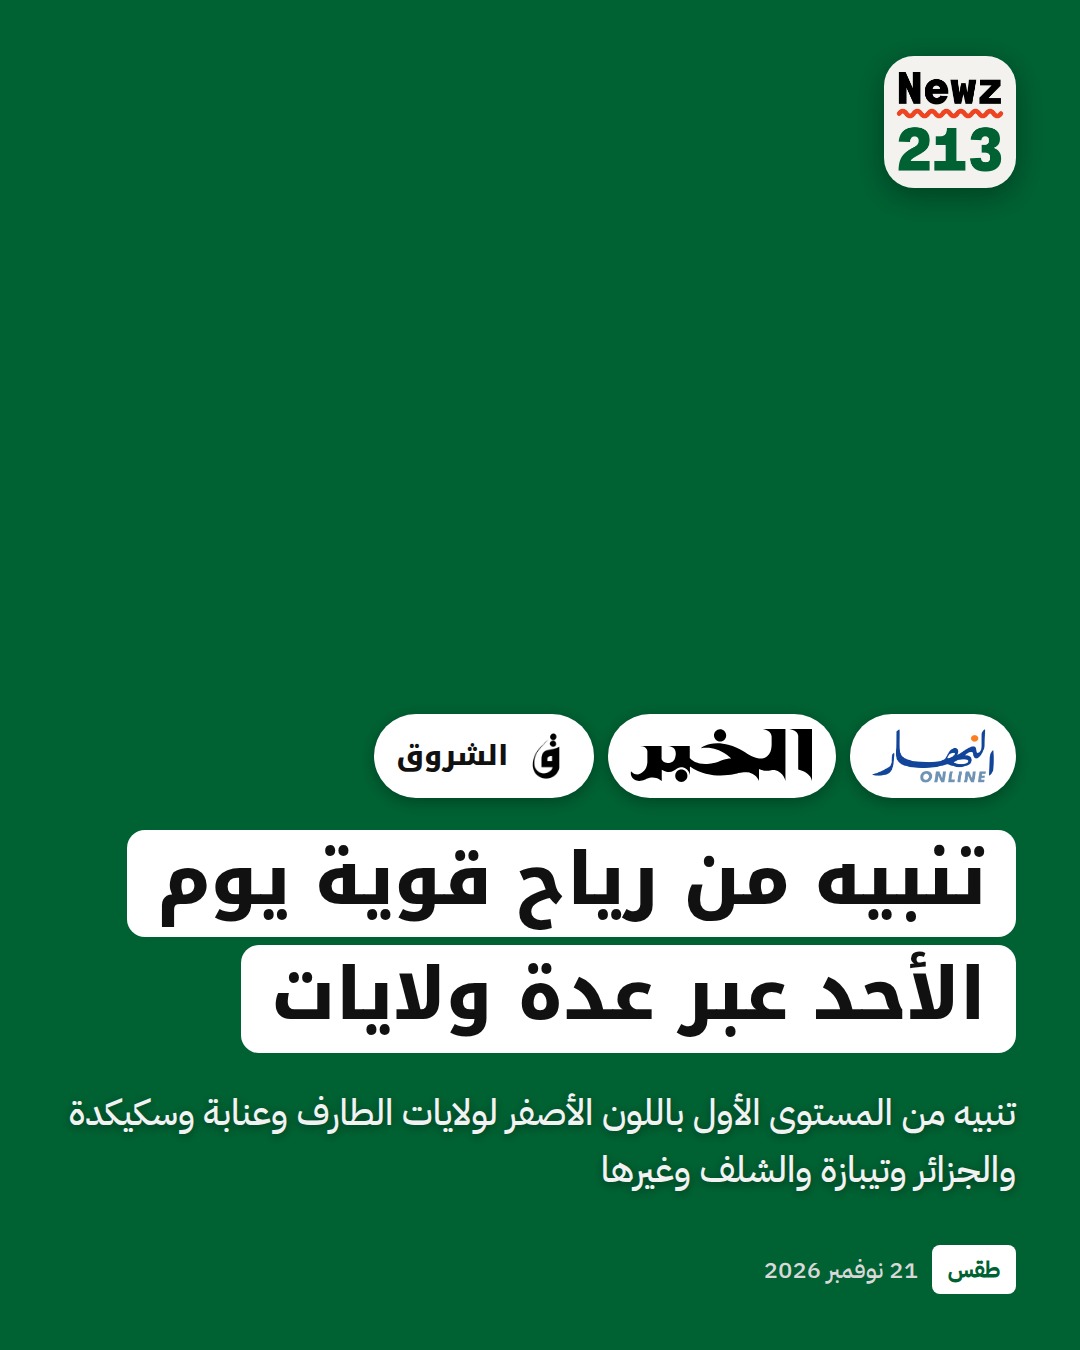 Newz
213
النهار
ONLINE
الخبر
الشروق
تنبيه من رياح قوية يوم
الأحد عبر عدة ولايات
تنبيه من المستوى الأول باللون الأصفر لولايات الطارف وعنابة وسكيكدة
والجزائر وتيبازة والشلف وغيرها
طقس 21 نوفمبر 2026